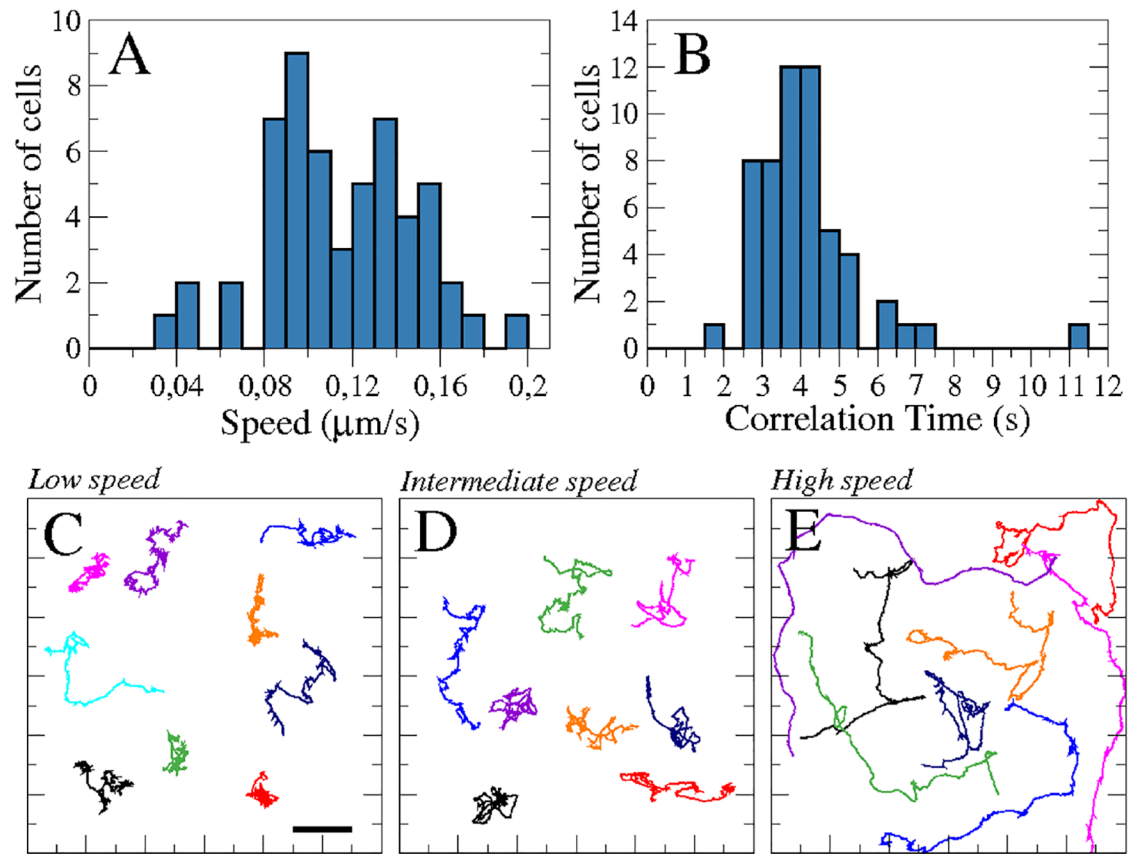 A
10
8
6
4
2
0
Number of cells
0 0,04 0,08 0,12 0,16 0,2
Speed (μm/s)
B
14
12
10
8
6
4
2
0
Number of cells
0 1 2 3 4 5 6 7 8 9 10 11 12
Correlation Time (s)
Low speed
C
Intermediate speed
D
High speed
E